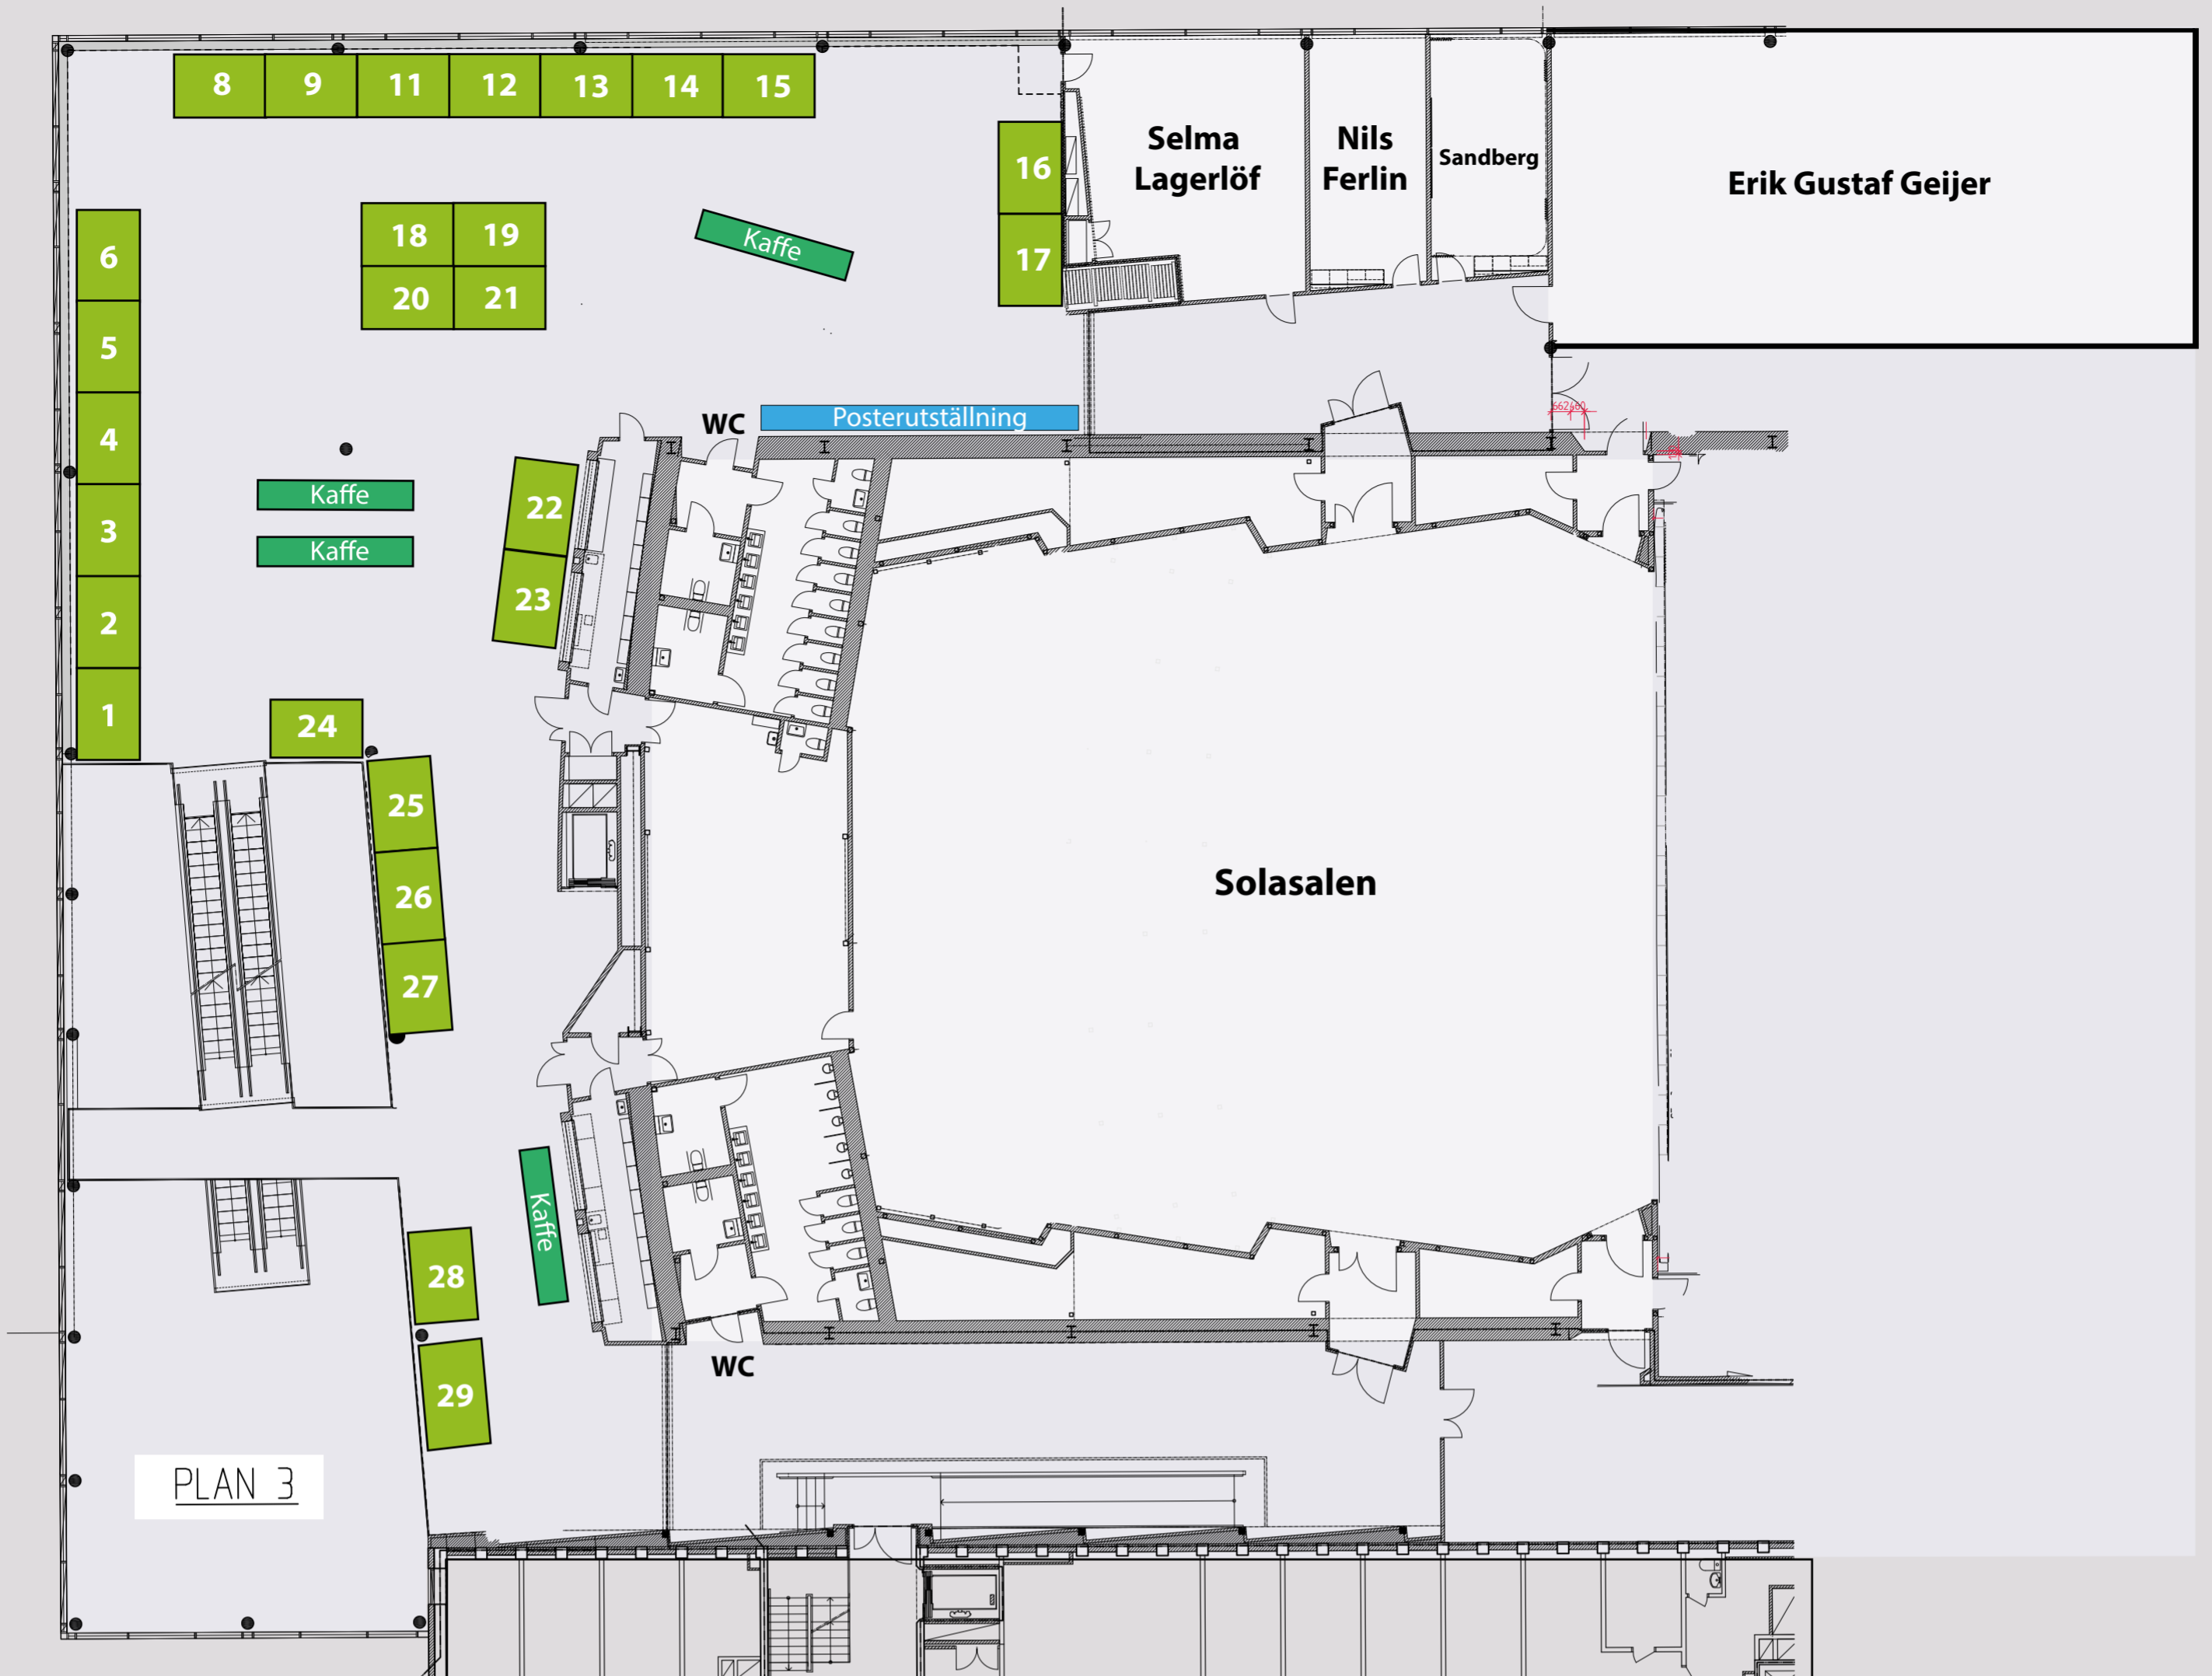 8
9
11
12
13
14
15
16
17
Selma
Lagerlöf
Nils
Ferlin
Sandberg
Erik Gustaf Geijer
6
5
4
3
2
1
18
19
20
21
Kaffe
WC
Posterutställning
Kaffe
Kaffe
22
23
24
25
26
27
Solasalen
Kaffe
28
29
WC
PLAN 3